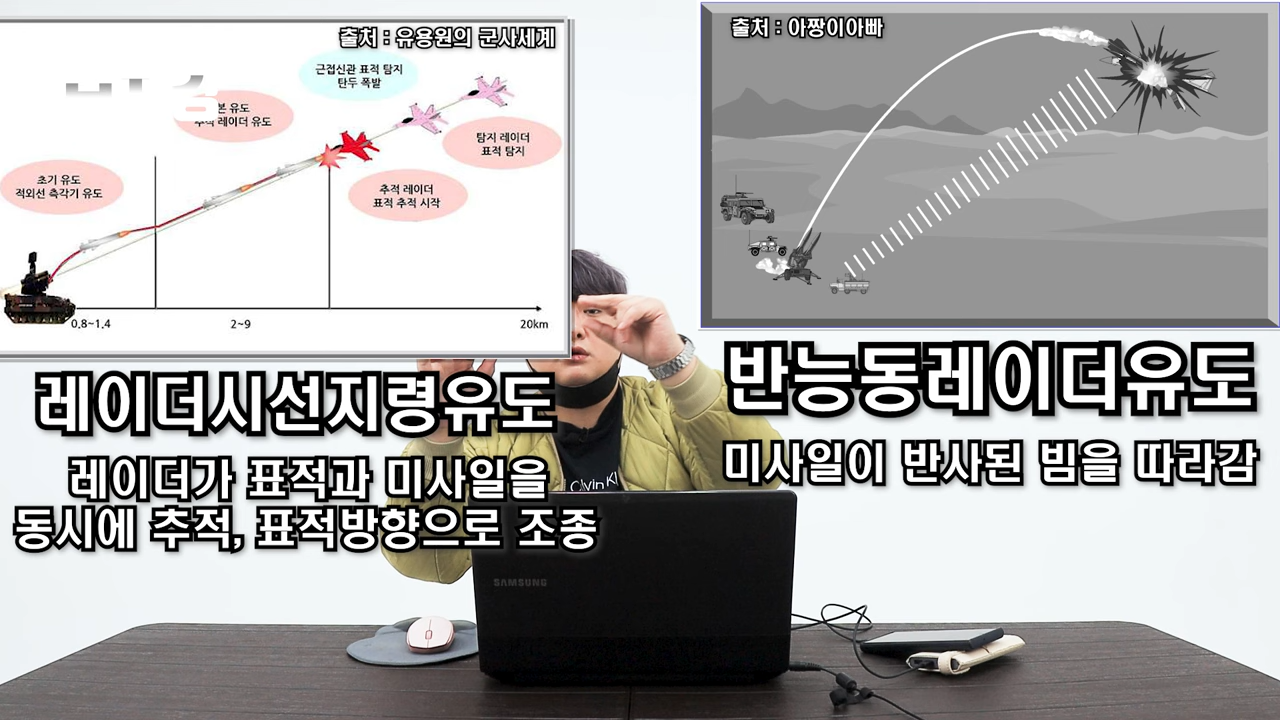 출처 : 유용원의 군사세계
근접신관 표적 탐지
탄두 폭발
본 유도
추적 레이더 유도
탐지 레이더
표적 탐지
초기 유도
적외선 측각기 유도
추적 레이더
표적 추적 시작
0.8~1.4
2~9
20km
레이더시선지령유도
레이더가 표적과 미사일을
동시에 추적, 표적방향으로 조종
출처 : 아짱이아빠
반능동레이더유도
미사일이 반사된 빔을 따라감
SAMSUNG